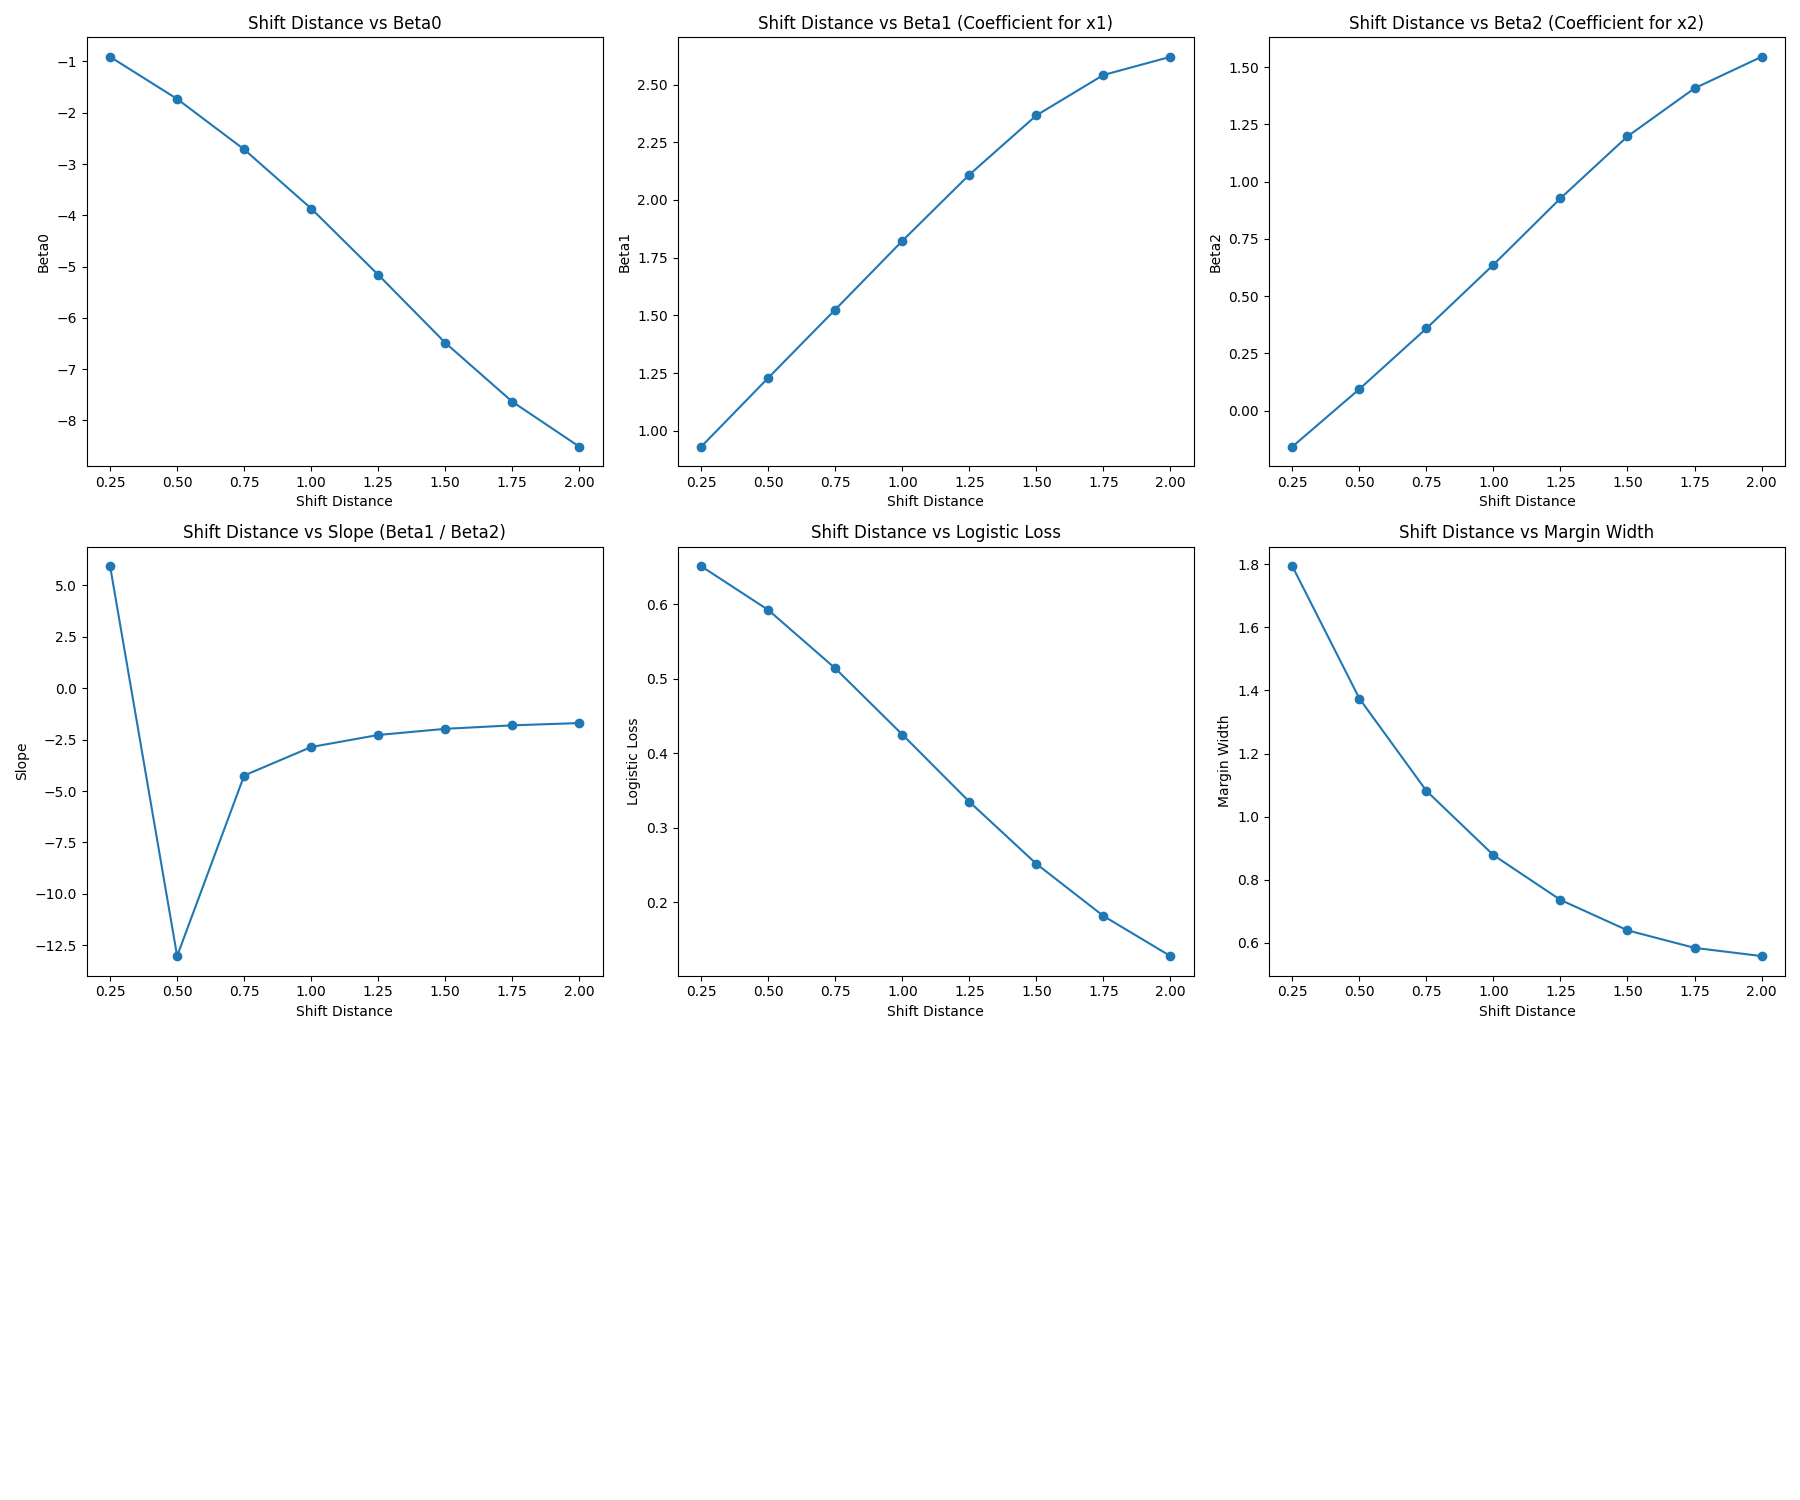 Shift Distance vs Beta0
Beta0
−1
−2
−3
−4
−5
−6
−7
−8
0.25 0.50 0.75 1.00 1.25 1.50 1.75 2.00
Shift Distance
Shift Distance vs Beta1 (Coefficient for x1)
Beta1
2.50
2.25
2.00
1.75
1.50
1.25
1.00
0.25 0.50 0.75 1.00 1.25 1.50 1.75 2.00
Shift Distance
Shift Distance vs Beta2 (Coefficient for x2)
Beta2
1.50
1.25
1.00
0.75
0.50
0.25
0.00
0.25 0.50 0.75 1.00 1.25 1.50 1.75 2.00
Shift Distance
Shift Distance vs Slope (Beta1 / Beta2)
Slope
5.0
2.5
0.0
−2.5
−5.0
−7.5
−10.0
−12.5
0.25 0.50 0.75 1.00 1.25 1.50 1.75 2.00
Shift Distance
Shift Distance vs Logistic Loss
Logistic Loss
0.6
0.5
0.4
0.3
0.2
0.25 0.50 0.75 1.00 1.25 1.50 1.75 2.00
Shift Distance
Shift Distance vs Margin Width
Margin Width
1.8
1.6
1.4
1.2
1.0
0.8
0.6
0.25 0.50 0.75 1.00 1.25 1.50 1.75 2.00
Shift Distance